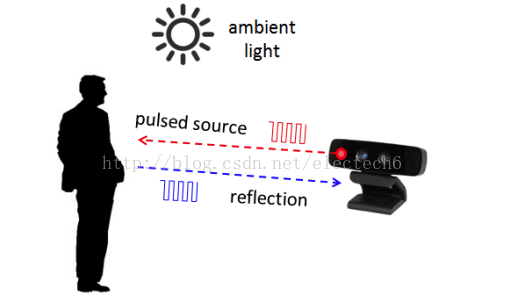 ambient
light
pulsed source
http://blog.csdn.net/electech6
reflection